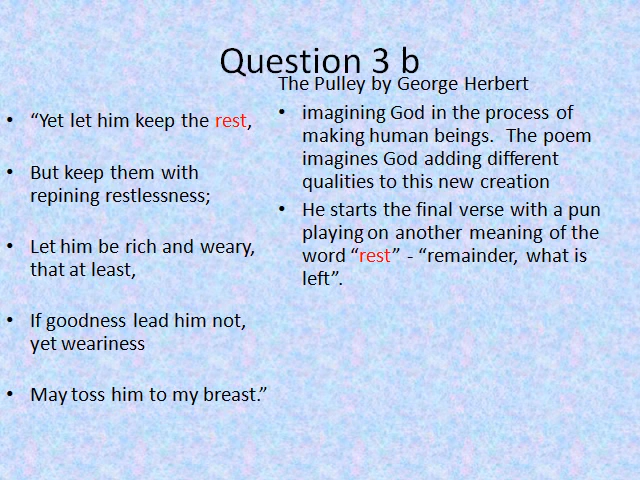 Question 3 b
The Pulley by George Herbert
• “Yet let him keep the rest,
• But keep them with
repining restlessness;
• Let him be rich and weary,
that at least,
• If goodness lead him not,
yet weariness
• May toss him to my breast.”
• imagining God in the process of
making human beings.  The poem
imagines God adding different
qualities to this new creation
• He starts the final verse with a pun
playing on another meaning of the
word “rest” - “remainder, what is
left”.